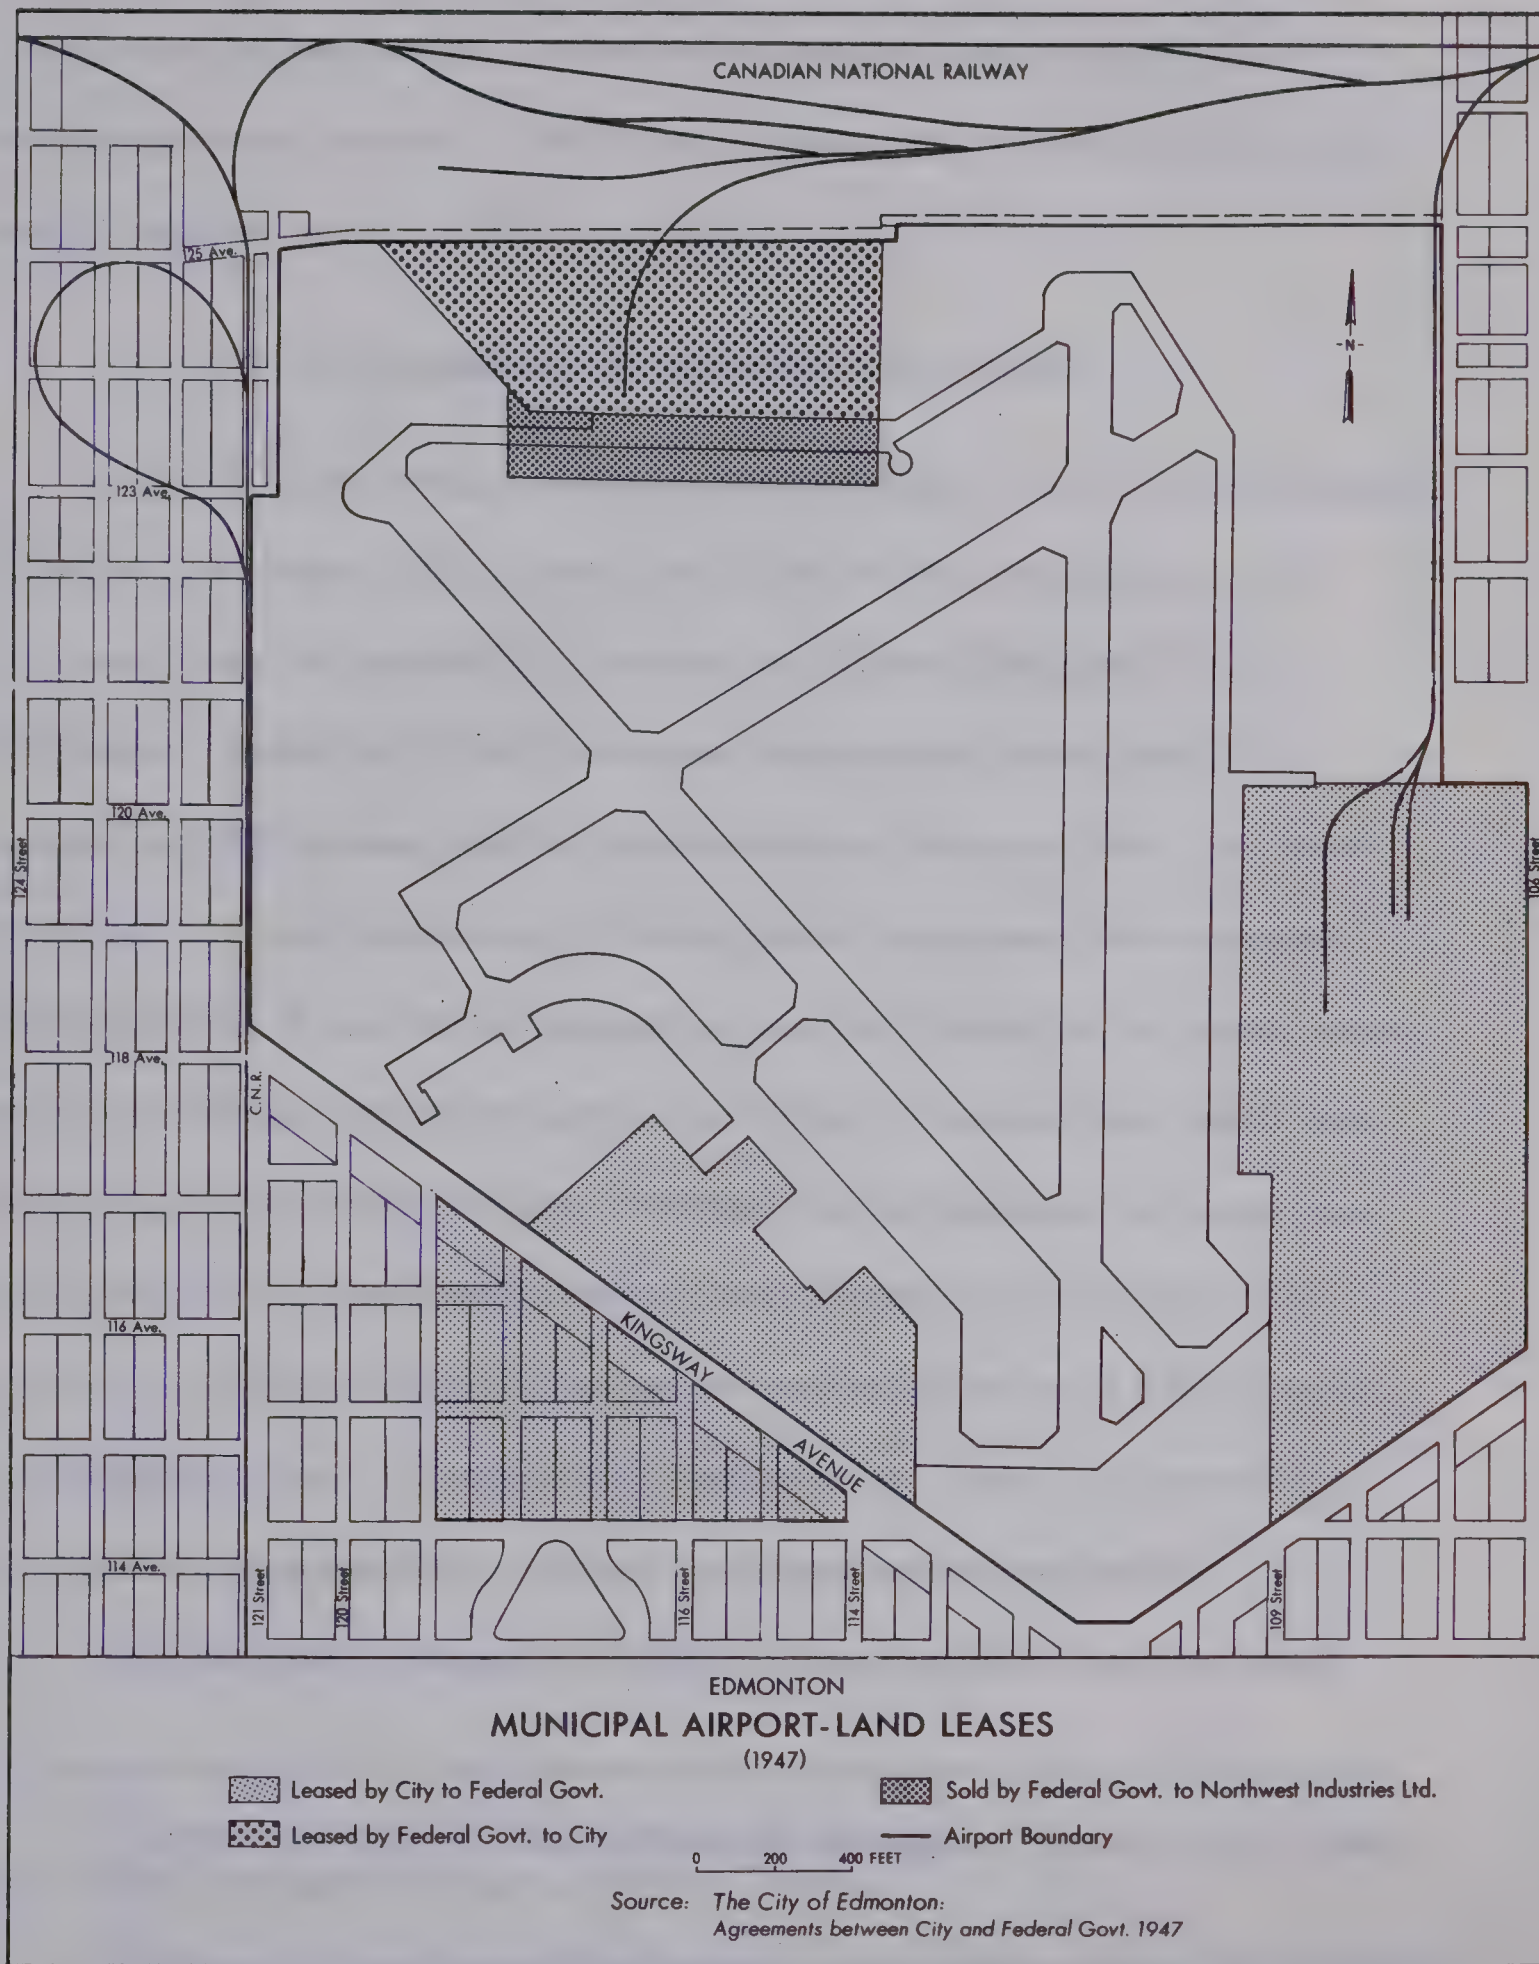 CANADIAN NATIONAL RAILWAY
25 Ave.
-N-
123 Ave.
120 Ave.
124 Street
106 Street
118 Ave.
C.N.R.
116 Ave.
KINGSWAY
AVENUE
114 Ave.
121 Street
120 Street
116 Street
114 Street
109 Street
EDMONTON
MUNICIPAL AIRPORT-LAND LEASES
(1947)
Leased by City to Federal Govt.
Sold by Federal Govt. to Northwest Industries Ltd.
Leased by Federal Govt. to City
Airport Boundary
0 200 400 FEET
Source: The City of Edmonton:
Agreements between City and Federal Govt. 1947